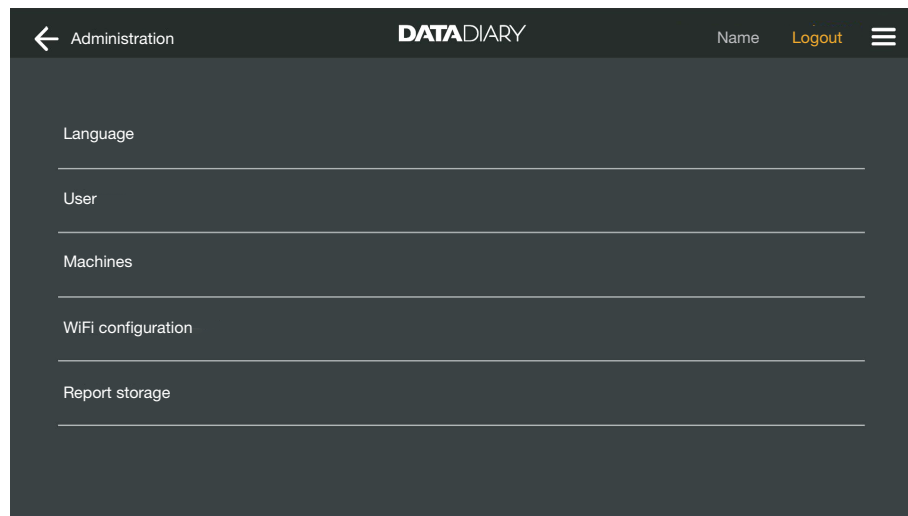 Administration DATADIARY Name Logout
Language
User
Machines
WiFi configuration
Report storage